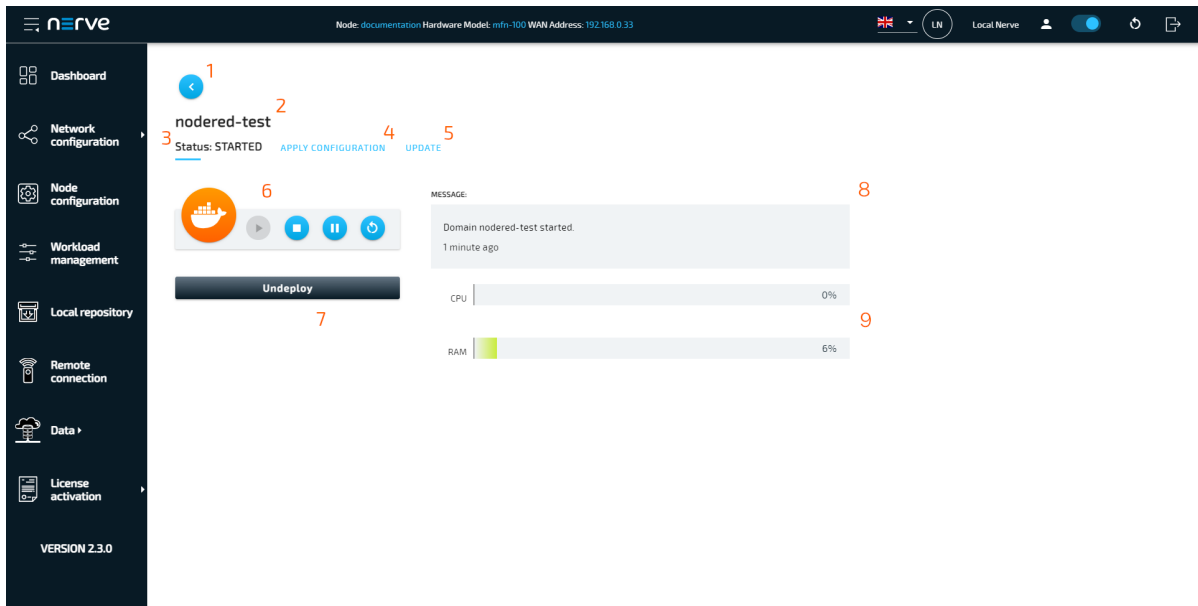 nerve
Node: documentation Hardware Model: mfn-100 WAN Address: 192.168.0.33
LN
Local Nerve
Dashboard
Network
configuration
Node
configuration
Workload
management
Local repository
Remote
connection
Data
License
activation
VERSION 2.3.0
1
nodered-test
2
3
Status: STARTED
APPLY CONFIGURATION
4
UPDATE
5
6
Undeploy
7
MESSAGE:
8
Domain nodered-test started.
1 minute ago
CPU
0%
9
RAM
6%